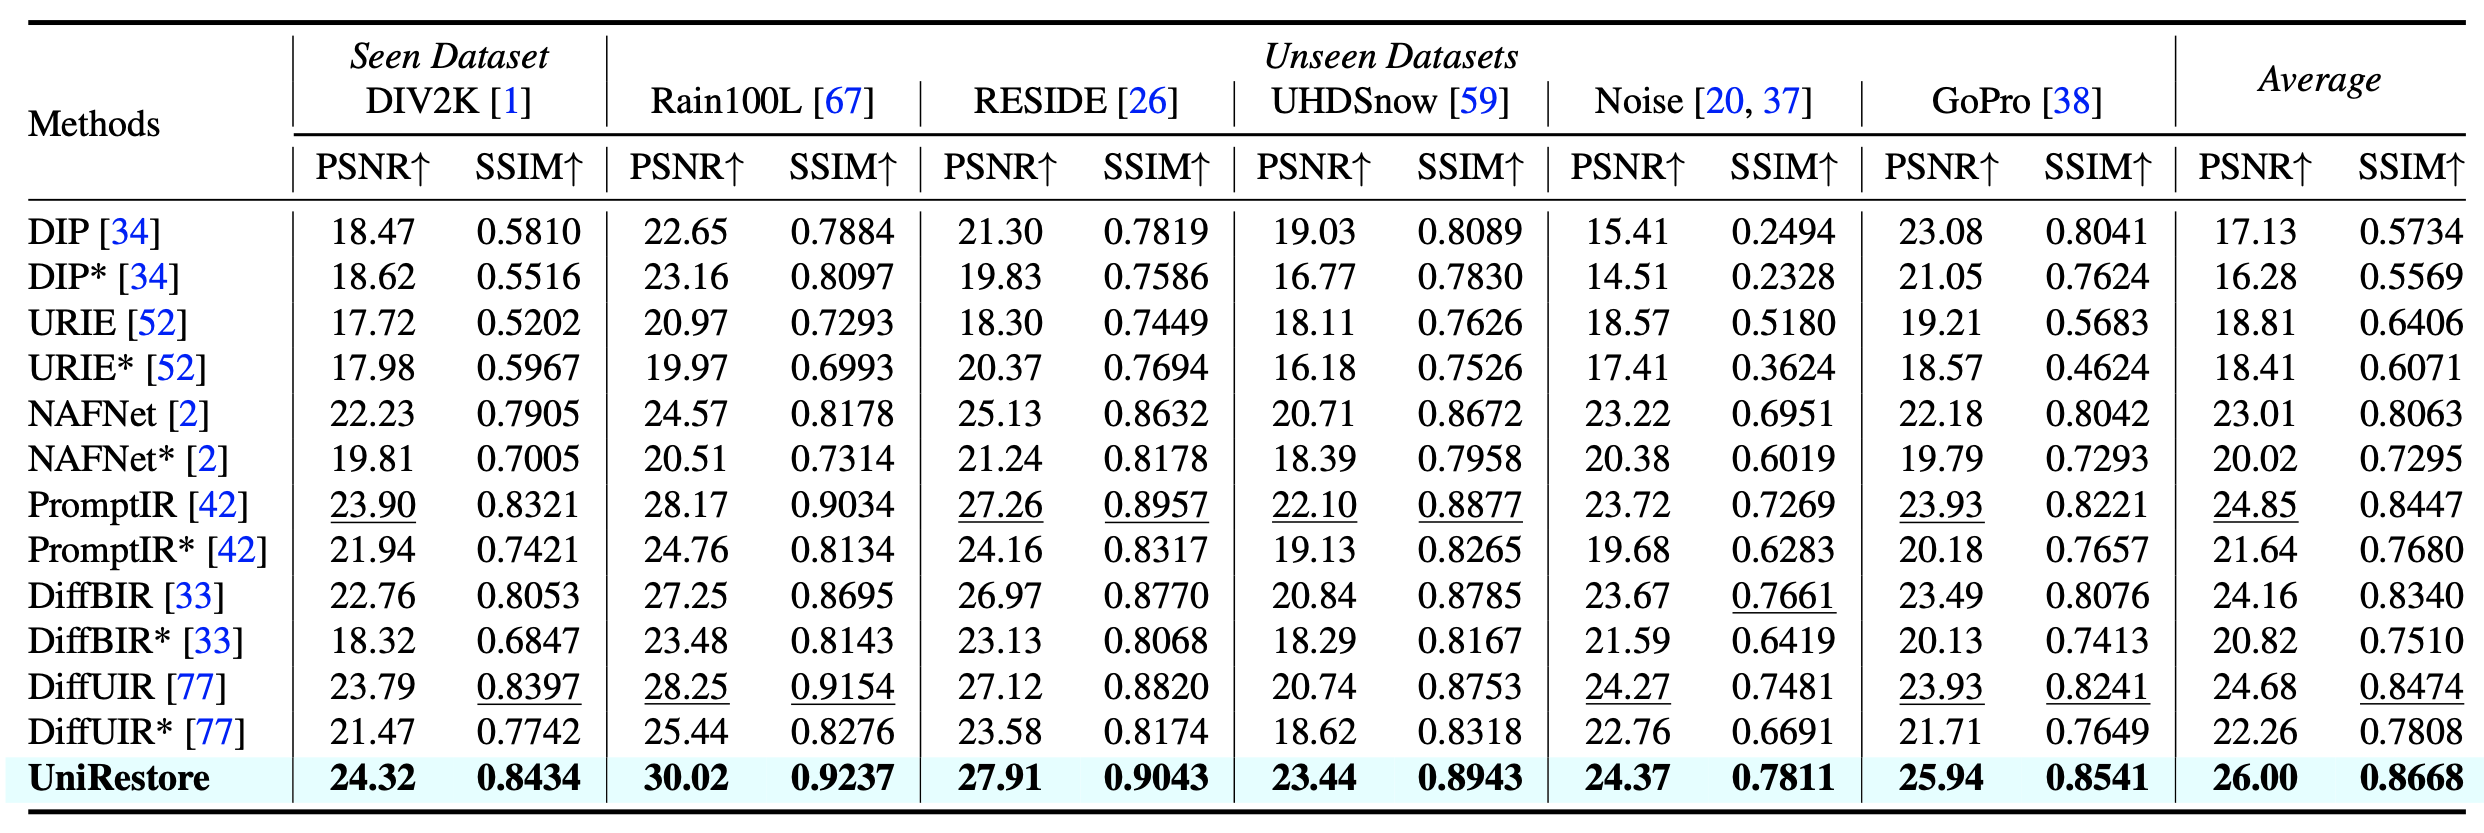 Seen Dataset Unseen Datasets Average
Methods DIV2K [1] Rain100L [67] RESIDE [26] UHDSnow [59] Noise [20, 37] GoPro [38]
PSNR↑ SSIM↑ PSNR↑ SSIM↑ PSNR↑ SSIM↑ PSNR↑ SSIM↑ PSNR↑ SSIM↑ PSNR↑ SSIM↑ PSNR↑ SSIM↑
DIP [34] 18.47 0.5810 22.65 0.7884 21.30 0.7819 19.03 0.8089 15.41 0.2494 23.08 0.8041 17.13 0.5734
DIP* [34] 18.62 0.5516 23.16 0.8097 19.83 0.7586 16.77 0.7830 14.51 0.2328 21.05 0.7624 16.28 0.5569
URIE [52] 17.72 0.5202 20.97 0.7293 18.30 0.7449 18.11 0.7626 18.57 0.5180 19.21 0.5683 18.81 0.6406
URIE* [52] 17.98 0.5967 19.97 0.6993 20.37 0.7694 16.18 0.7526 17.41 0.3624 18.57 0.4624 18.41 0.6071
NAFNet [2] 22.23 0.7905 24.57 0.8178 25.13 0.8632 20.71 0.8672 23.22 0.6951 22.18 0.8042 23.01 0.8063
NAFNet* [2] 19.81 0.7005 20.51 0.7314 21.24 0.8178 18.39 0.7958 20.38 0.6019 19.79 0.7293 20.02 0.7295
PromptIR [42] 23.90 0.8321 28.17 0.9034 27.26 0.8957 22.10 0.8877 23.72 0.7269 23.93 0.8221 24.85 0.8447
PromptIR* [42] 21.94 0.7421 24.76 0.8134 24.16 0.8317 19.13 0.8265 19.68 0.6283 20.18 0.7657 21.64 0.7680
DiffBIR [33] 22.76 0.8053 27.25 0.8695 26.97 0.8770 20.84 0.8785 23.67 0.7661 23.49 0.8076 24.16 0.8340
DiffBIR* [33] 18.32 0.6847 23.48 0.8143 23.13 0.8068 18.29 0.8167 21.59 0.6419 20.13 0.7413 20.82 0.7510
DiffUIR [77] 23.79 0.8397 28.25 0.9154 27.12 0.8820 20.74 0.8753 24.27 0.7481 23.93 0.8241 24.68 0.8474
DiffUIR* [77] 21.47 0.7742 25.44 0.8276 23.58 0.8174 18.62 0.8318 22.76 0.6691 21.71 0.7649 22.26 0.7808
UniRestore 24.32 0.8434 30.02 0.9237 27.91 0.9043 23.44 0.8943 24.37 0.7811 25.94 0.8541 26.00 0.8668